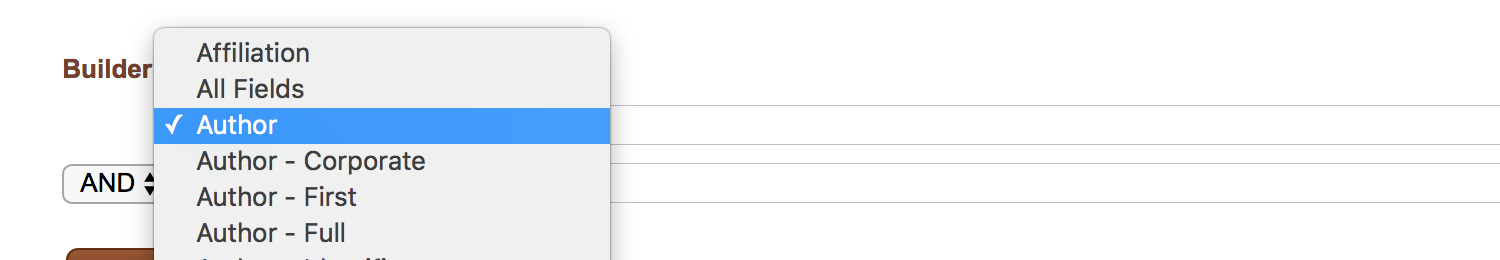 Affiliation
Builder
All Fields
✓ Author
Author - Corporate
AND
Author - First
Author - Full